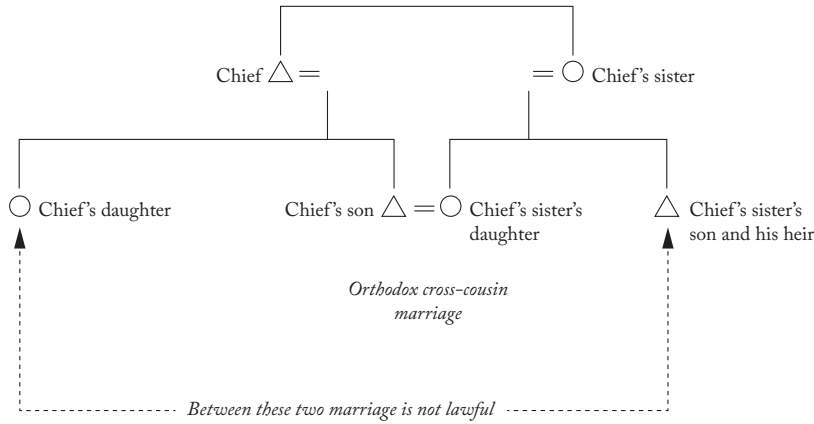 Chief
Chief's sister
Chief's daughter
Chief's son
Chief's sister's
daughter
Chief's sister's
son and his heir
Orthodox cross-cousin
marriage
Between these two marriage is not lawful